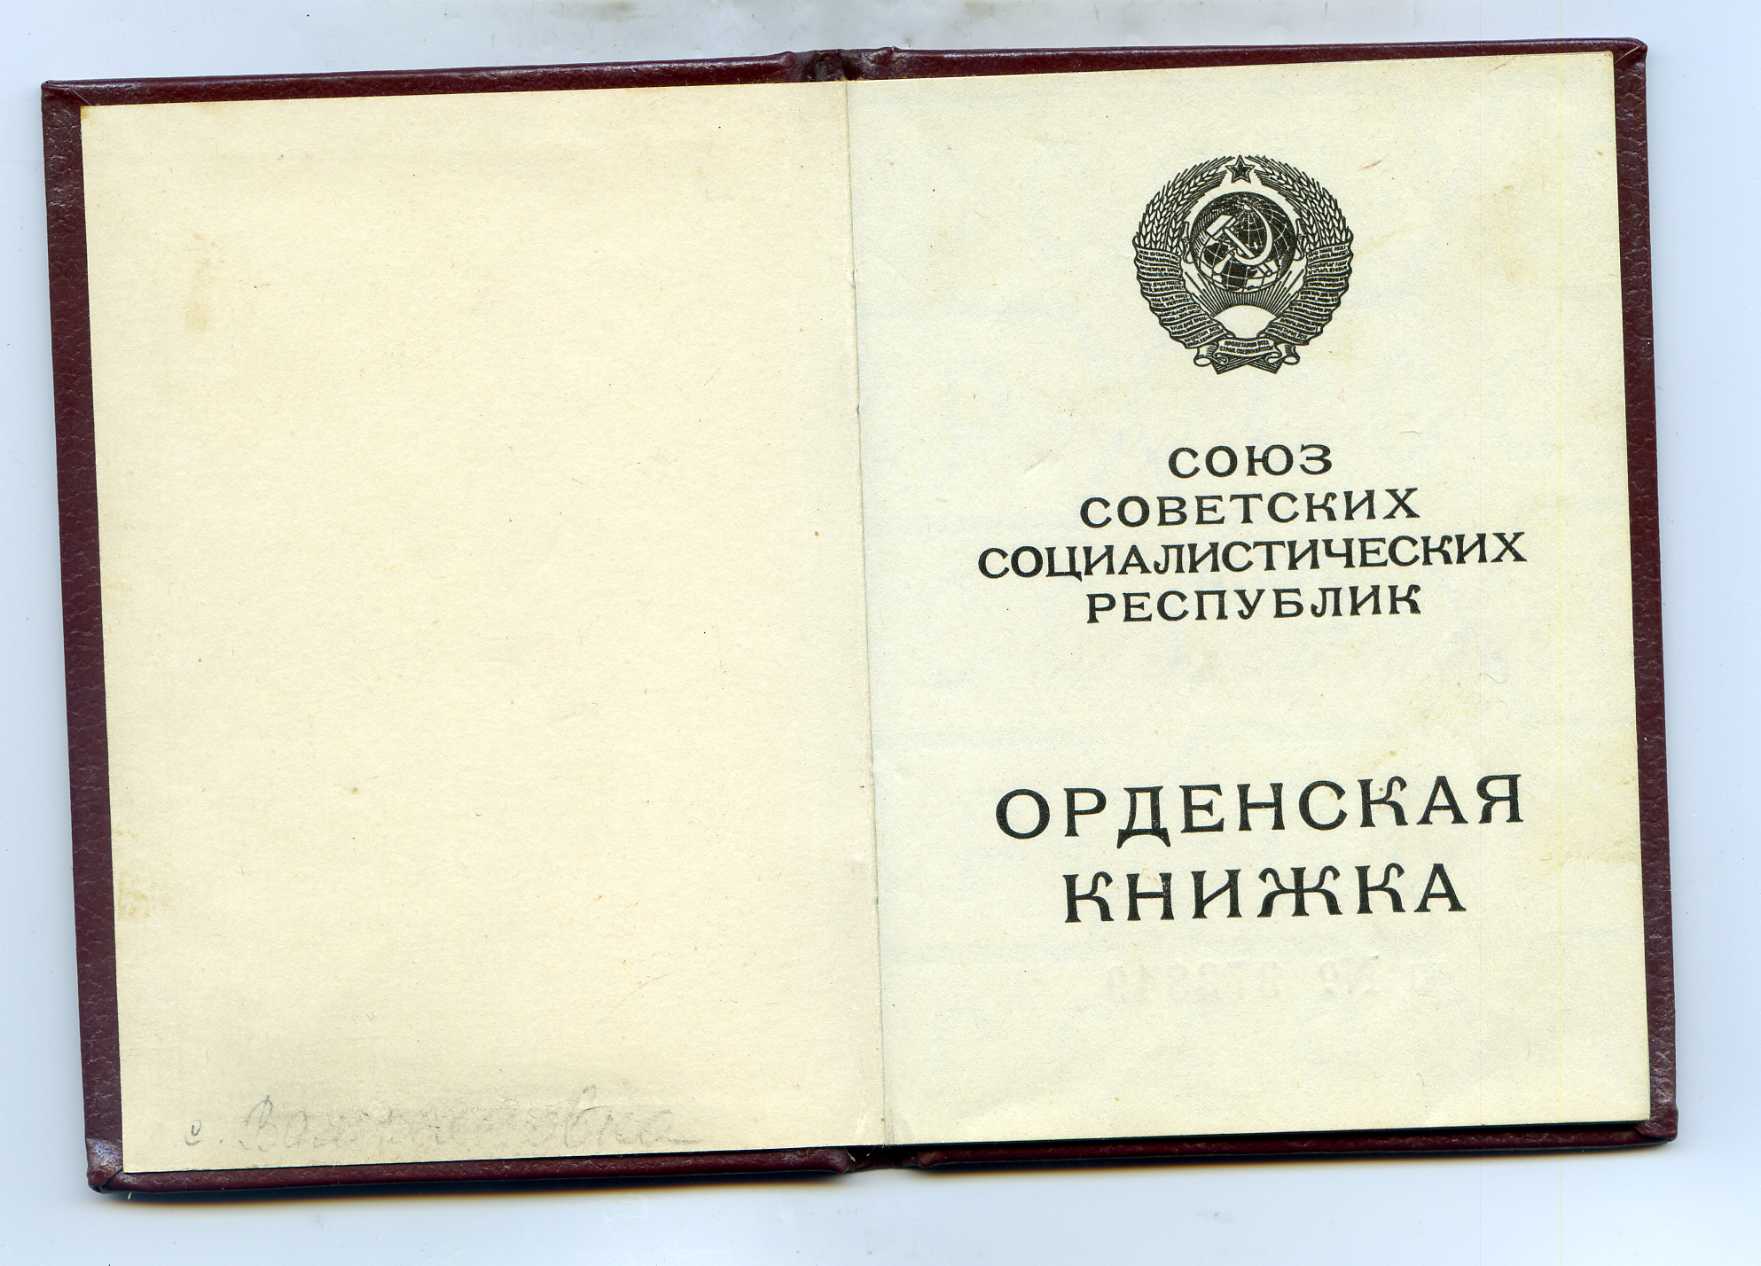 СОЮЗ
СОВЕТСКИХ
СОЦИАЛИСТИЧЕСКИХ
РЕСПУБЛИК
ОРДЕНСКАЯ
КНИЖКА
с.